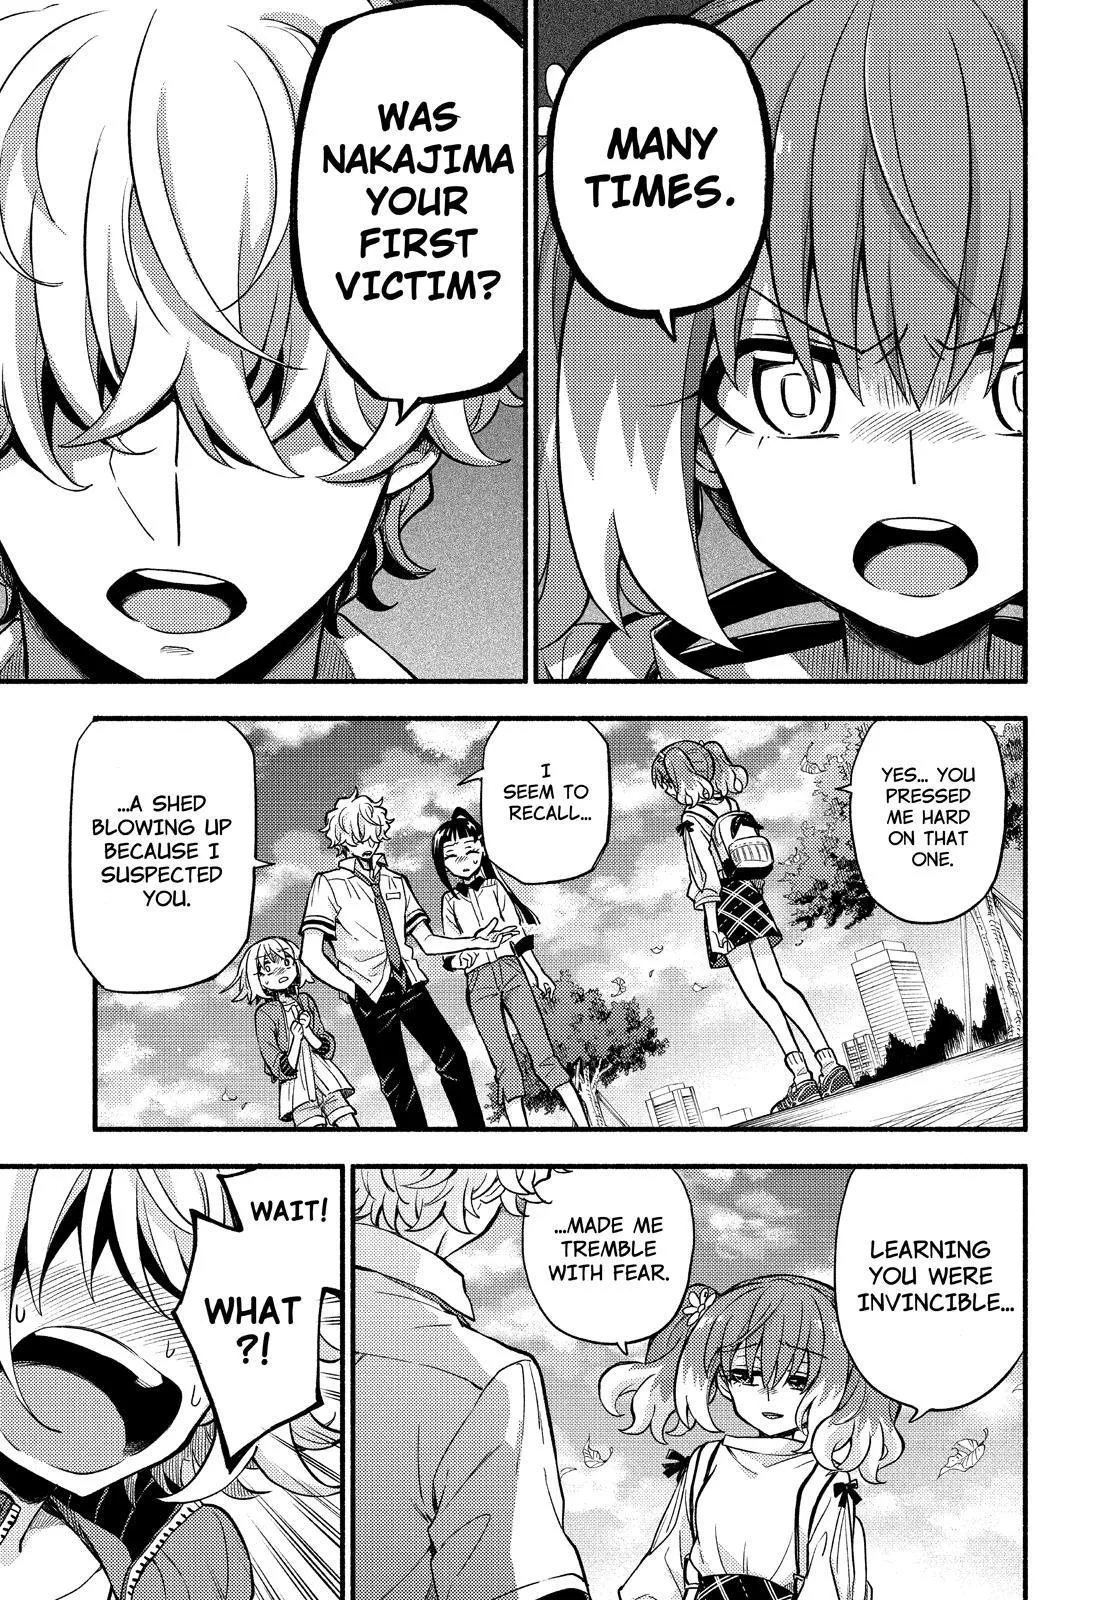 MANY
TIMES.
WAS
NAKAJIMA
YOUR
FIRST
VICTIM?
YES... YOU
PRESSED
ME HARD
ON THAT
ONE.
I
SEEM TO
RECALL...
...A SHED
BLOWING UP
BECAUSE I
SUSPECTED
YOU.
LEARNING
YOU WERE
INVINCIBLE...
...MADE ME
TREMBLE
WITH FEAR.
WAIT!
WHAT
?!